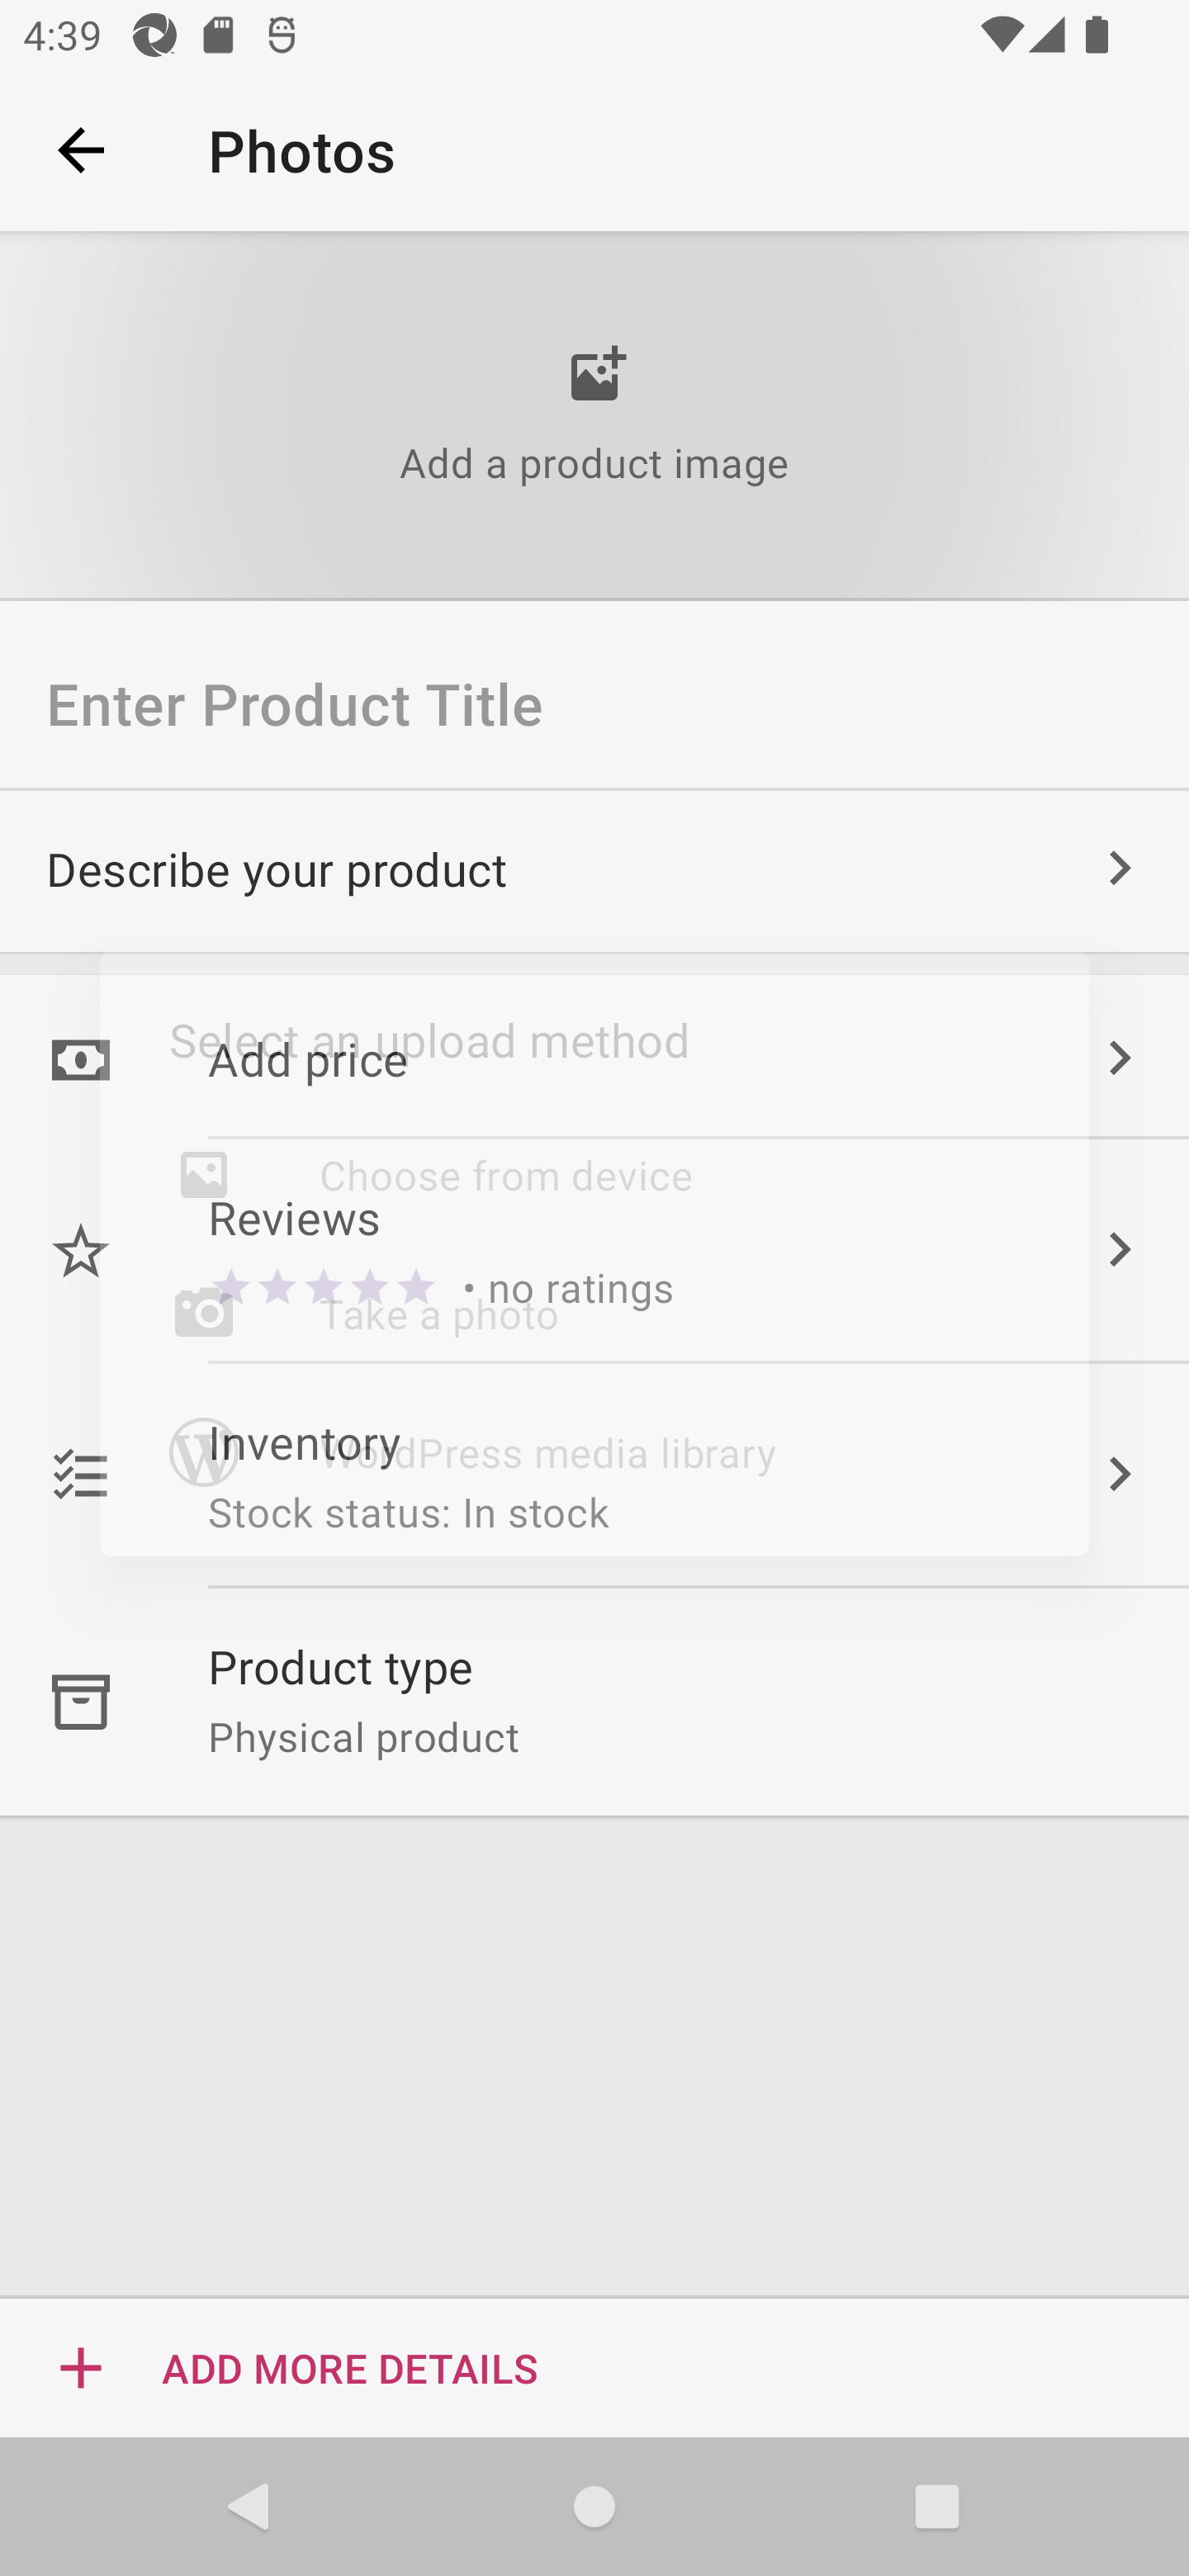 4:39
Photos
Add a product image
Enter Product Title
Describe your product
Select an upload method
Add price
Choose from device
Reviews
• no ratings
Take a photo
Inventory
WordPress media library
Stock status: In stock
Product type
Physical product
ADD MORE DETAILS